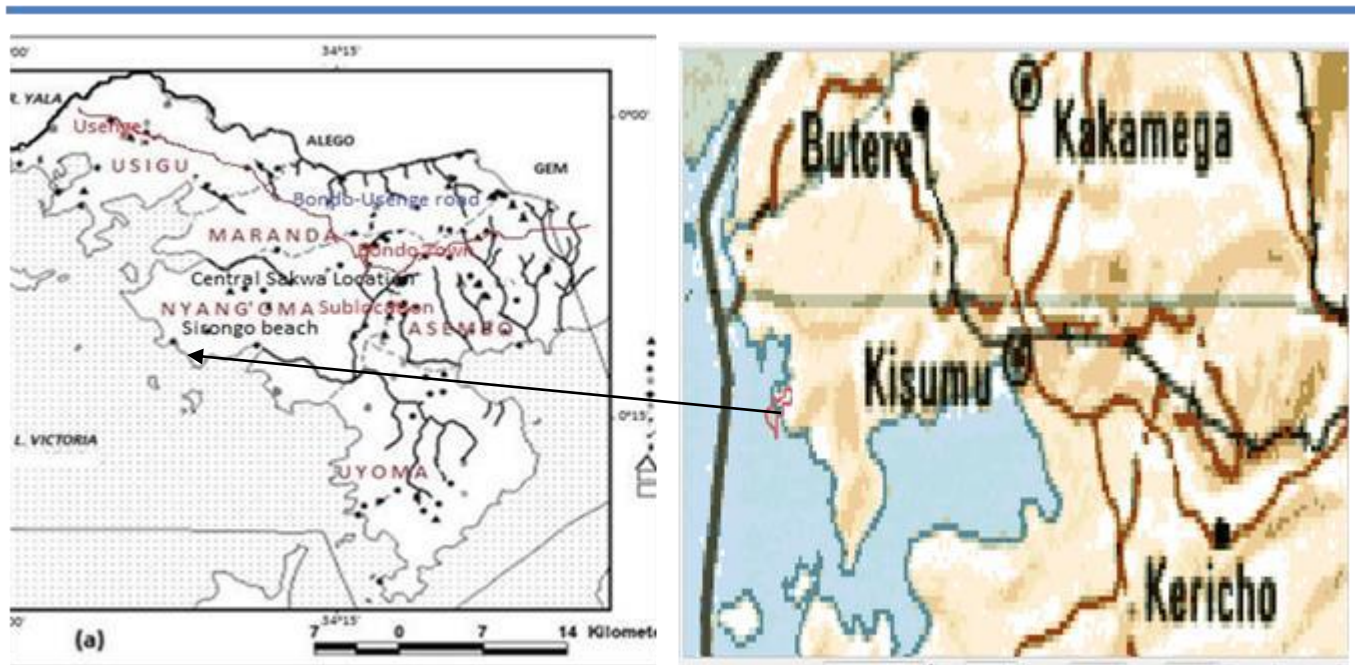 00'
34°15'
R. YALA
0°00'
Usenge
ALEGO
USIGU
GEM
Bondo-Usenge road
MARANDA
Bondo Town
Central Sakwa Location
NYANG'OMA Sublocation
Sirongo beach
ASEMBO
0°15'
L. VICTORIA
UYOMA
34°15'
(a)
7 0 7 14 Kilomete
Butere
Kakamega
Kisumu
Kericho